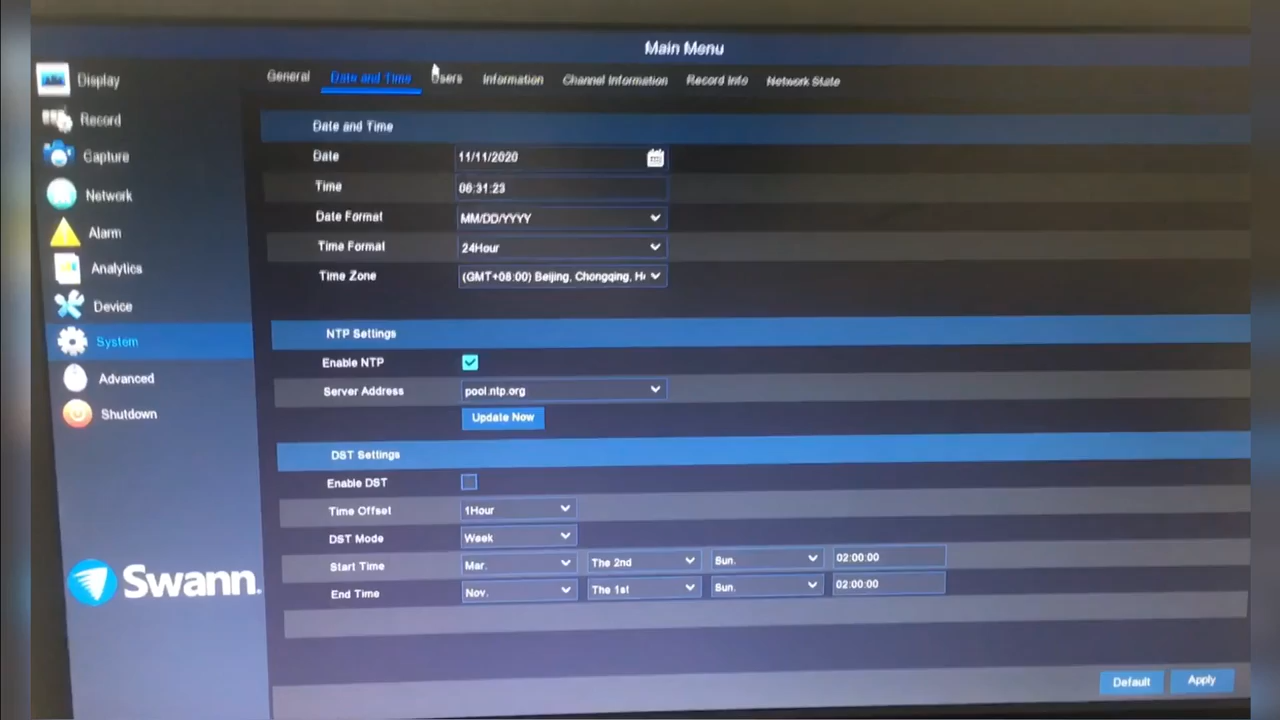 Main Menu
Display
Record
Capture
Network
Alarm
Analytics
Device
System
Advanced
Shutdown
Swann.
General Date and Time Users Information Channel Information Record Info Network State
Date and Time
Date 11/11/2020
Time 06:31:23
Date Format MM/DD/YYYY
Time Format 24Hour
Time Zone (GMT+08:00) Beijing, Chongqing, H
NTP Settings
Enable NTP
Server Address pool.ntp.org
Update Now
DST Settings
Enable DST
Time Offset 1Hour
DST Mode Week
Start Time Mar. The 2nd Sun. 02:00:00
End Time Nov. The 1st Sun. 02:00:00
Default Apply